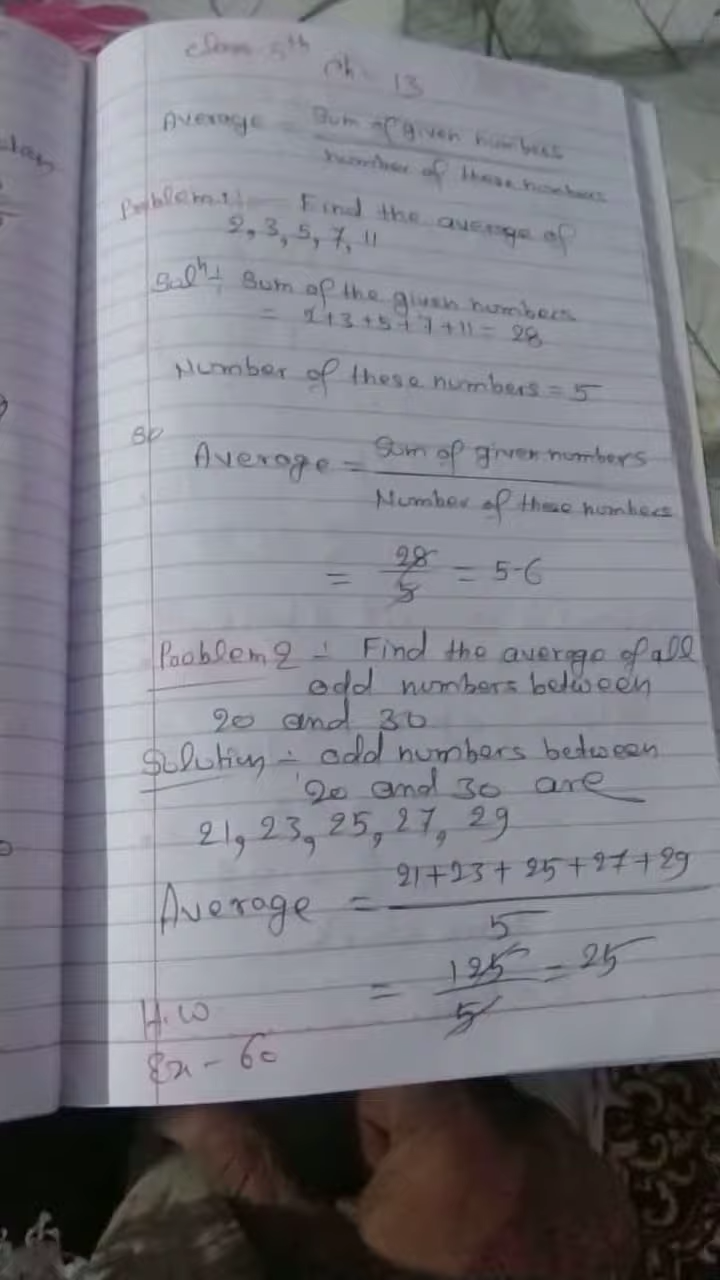 Class 5th Ch - 13
Average = Sum of given numbers
number of these numbers
Problem 1:- Find the average of
2, 3, 5, 7, 11
Solⁿ:- Sum of the given numbers
= 2+3+5+7+11 = 28
Number of these numbers = 5
So
Average = Sum of given numbers
Number of these numbers
= 28/5 = 5.6
Problem 2 :- Find the average of all
odd numbers between
20 and 30
Solution :- odd numbers between
20 and 30 are
21, 23, 25, 27, 29
Average = 21+23+25+27+29
5
= 125/5 = 25
H.W
Ex - 60